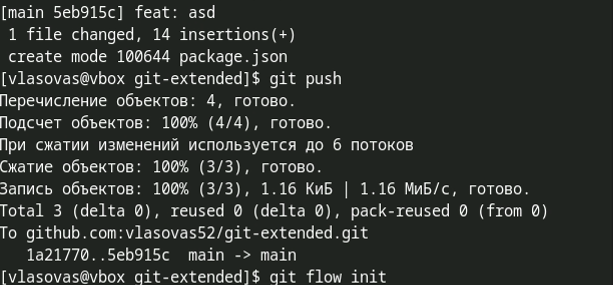 [main 5eb915c] feat: asd
1 file changed, 14 insertions(+)
create mode 100644 package.json
[vlasovas@vbox git-extended]$ git push
Перечисление объектов: 4, готово.
Подсчет объектов: 100% (4/4), готово.
При сжатии изменений используется до 6 потоков
Сжатие объектов: 100% (3/3), готово.
Запись объектов: 100% (3/3), 1.16 КиБ | 1.16 МиБ/с, готово.
Total 3 (delta 0), reused 0 (delta 0), pack-reused 0 (from 0)
To github.com:vlasovas52/git-extended.git
1a21770..5eb915c  main -> main
[vlasovas@vbox git-extended]$ git flow init